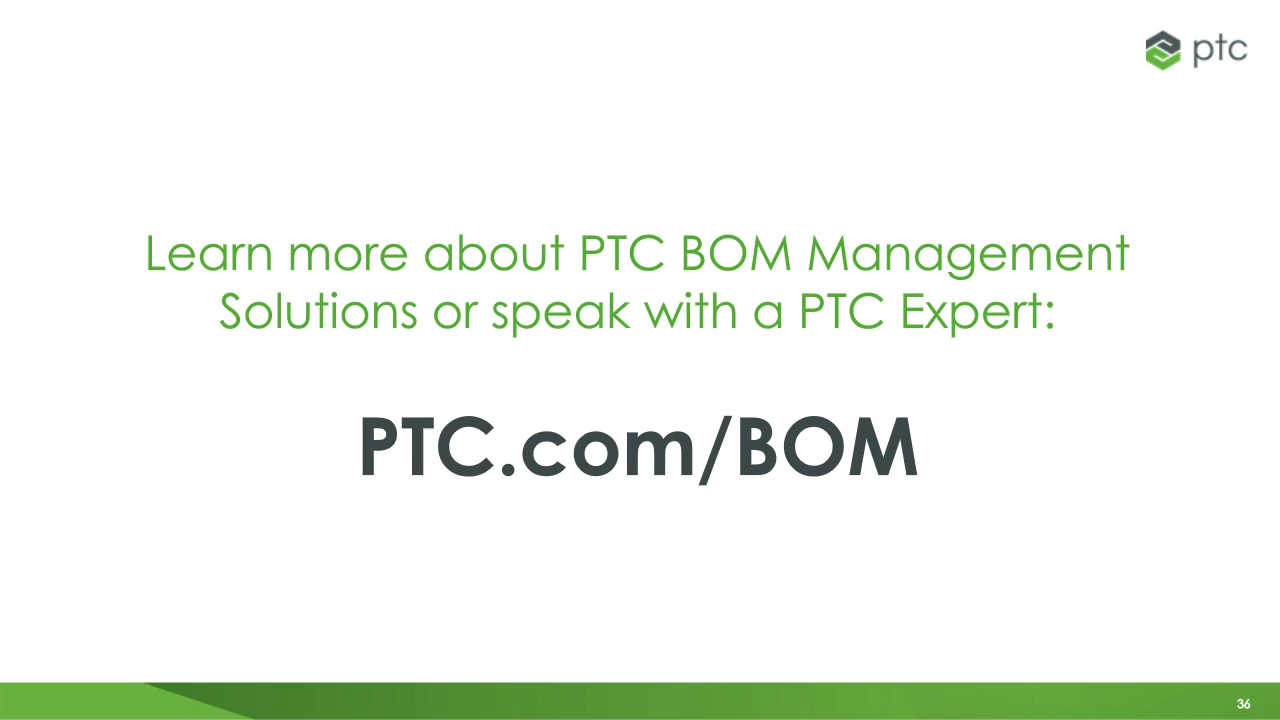 ptc
Learn more about PTC BOM Management
Solutions or speak with a PTC Expert:
PTC.com/BOM
36